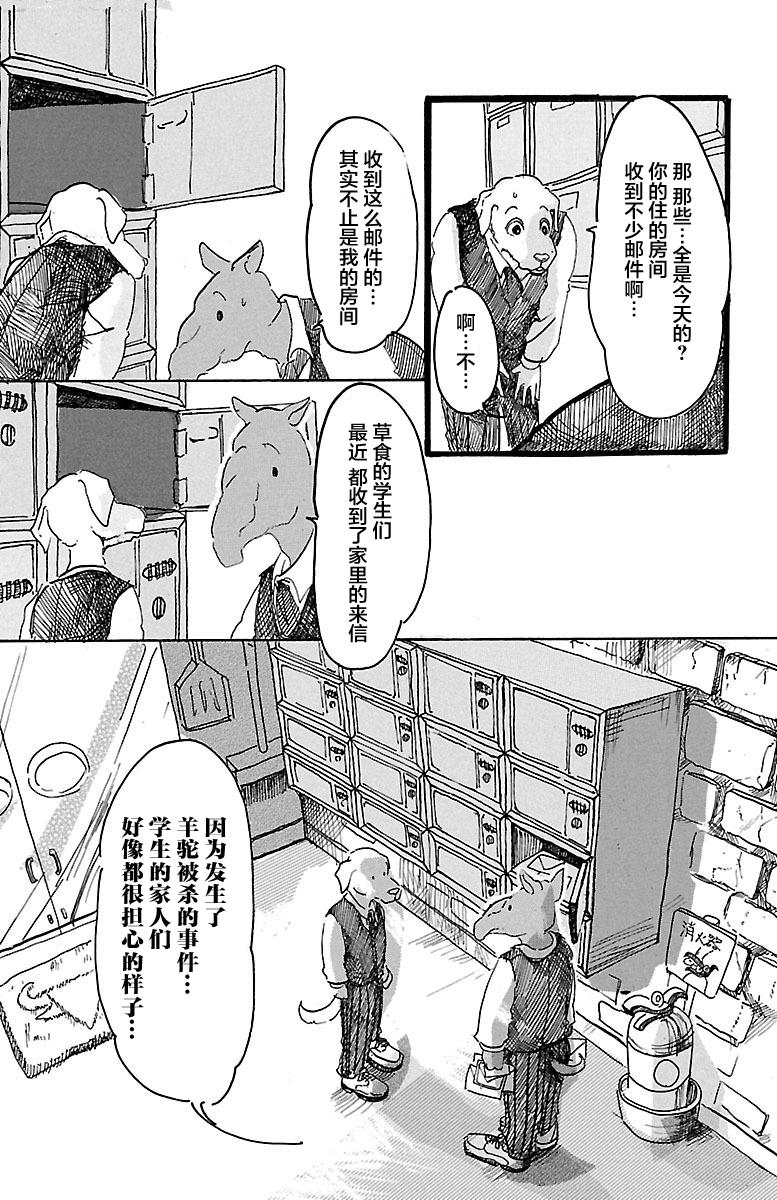 那 那些…全是今天的？
你的住的房间
收到不少邮件啊…
啊…不…
收到这么邮件的…
其实不止是我的房间
草食的学生们
最近 都收到了家里的来信
因为发生了
羊驼被杀的事件…
学生的家人们
好像都很担心的样子…
消火器